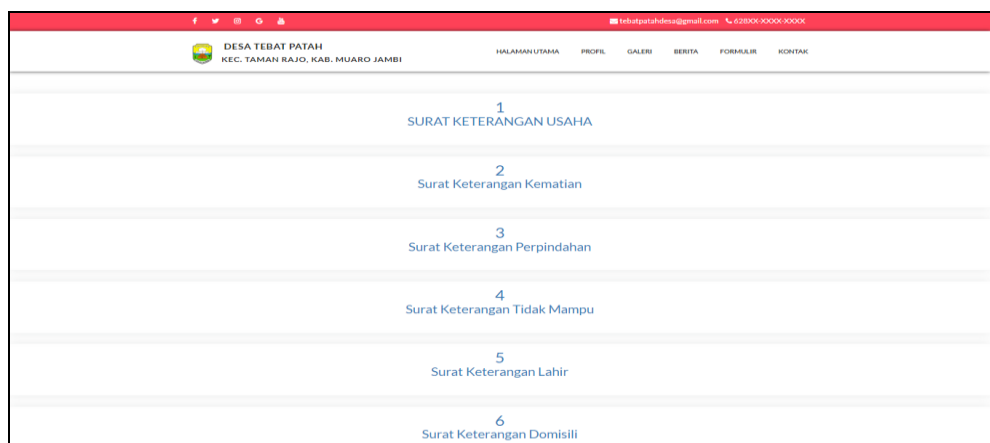 tebatpatahdesa@gmail.com 628XX-XXXX-XXXX
DESA TEBAT PATAH
KEC. TAMAN RAJO, KAB. MUARO JAMBI
HALAMAN UTAMA PROFIL GALERI BERITA FORMULIR KONTAK
1
SURAT KETERANGAN USAHA
2
Surat Keterangan Kematian
3
Surat Keterangan Perpindahan
4
Surat Keterangan Tidak Mampu
5
Surat Keterangan Lahir
6
Surat Keterangan Domisili